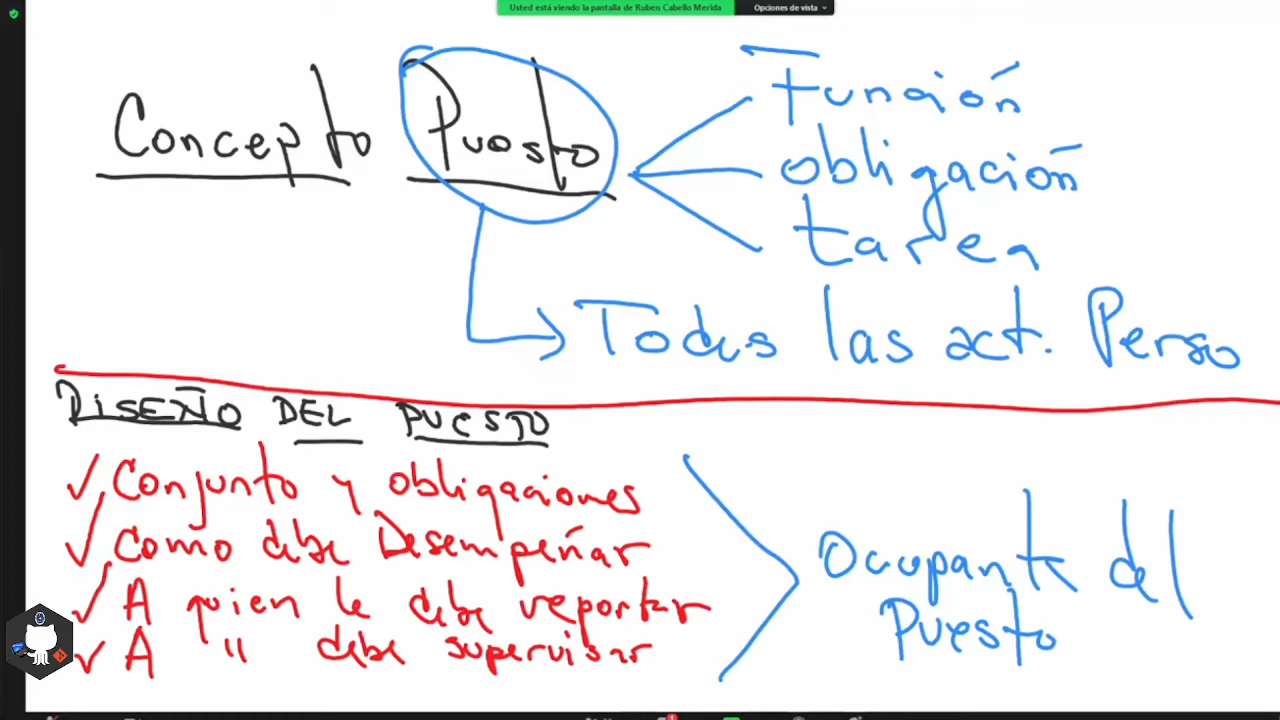 Usted está viendo la pantalla de Ruben Cabello Merida
Opciones de vista
Concepto Puesto
Función
obligación
tarea
Todas las act. Perso
DISEÑO DEL PUESTO
✓ Conjunto y obligaciones
✓ Como debe Desempeñar
✓ A quien le debe reportar
✓ A " debe supervisar
Ocupante del
Puesto